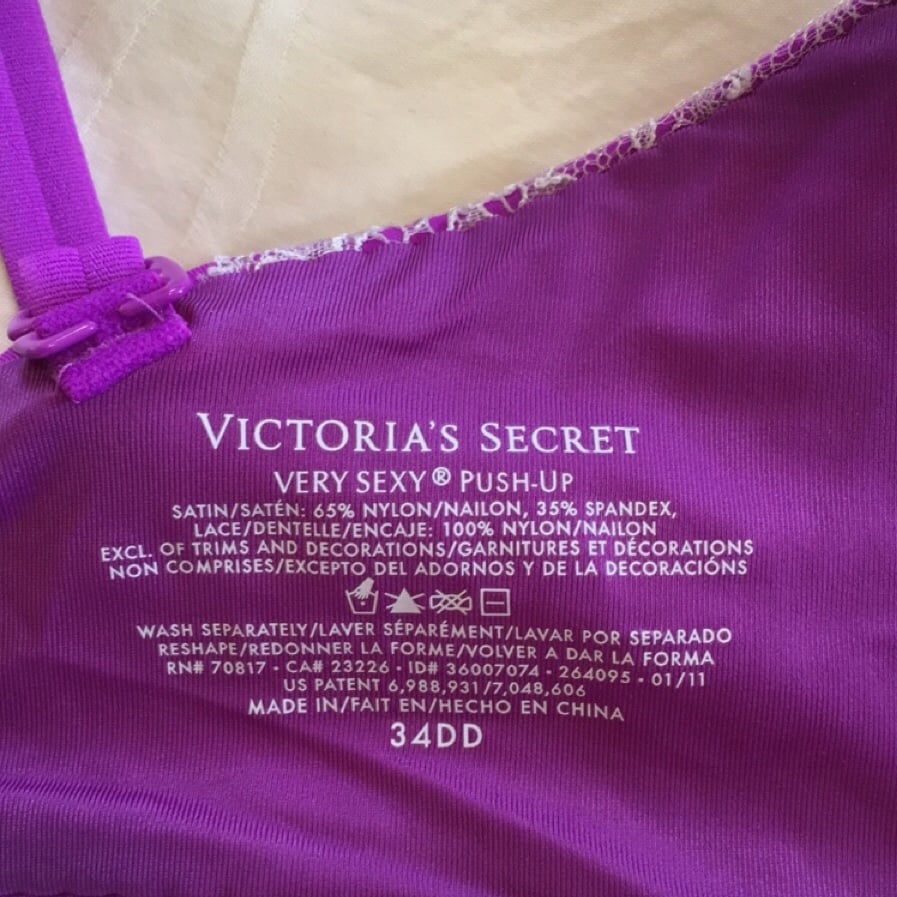 VICTORIA'S SECRET
VERY SEXY® PUSH-UP
SATIN/SATÉN: 65% NYLON/NAILON, 35% SPANDEX,
LACE/DENTELLE/ENCAJE: 100% NYLON/NAILON
EXCL. OF TRIMS AND DECORATIONS/GARNITURES ET DÉCORATIONS
NON COMPRISES/EXCEPTO DEL ADORNOS Y DE LA DECORACIÓNS
WASH SEPARATELY/LAVER SÉPARÉMENT/LAVAR POR SEPARADO
RESHAPE/REDONNER LA FORME/VOLVER A DAR LA FORMA
RN# 70817 - CA# 23226 - ID# 36007074 - 264095 - 01/11
US PATENT 6,988,931/7,048,606
MADE IN/FAIT EN/HECHO EN CHINA
34DD